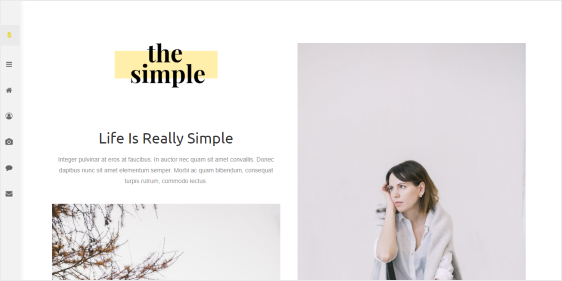 the
simple
Life Is Really Simple
Integer pulvinar at eros at faucibus. In auctor nec quam sit amet convallis. Donec
dapibus nunc sit amet elementum semper. Morbi ac quam bibendum, consequat
turpis rutrum, commodo lectus.